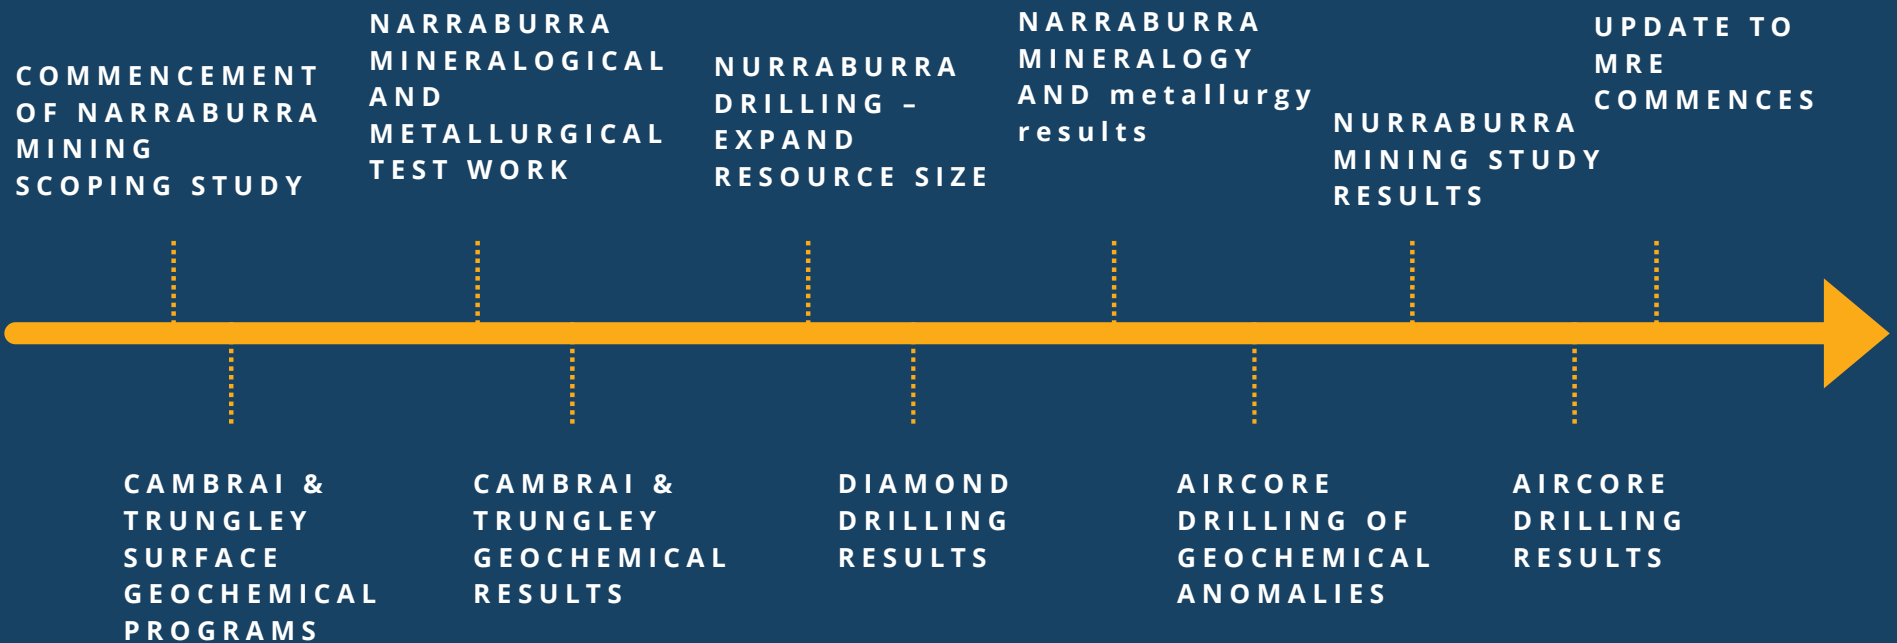 COMMENCEMENT
OF NARRABURRA
MINING
SCOPING STUDY
NARRABURRA
MINERALOGICAL
AND
METALLURGICAL
TEST WORK
NURRABURRA
DRILLING –
EXPAND
RESOURCE SIZE
NARRABURRA
MINERALOGY
AND metallurgy
results
NURRABURRA
MINING STUDY
RESULTS
UPDATE TO
MRE
COMMENCES
CAMBRAI &
TRUNGLEY
SURFACE
GEOCHEMICAL
PROGRAMS
CAMBRAI &
TRUNGLEY
GEOCHEMICAL
RESULTS
DIAMOND
DRILLING
RESULTS
AIRCORE
DRILLING OF
GEOCHEMICAL
ANOMALIES
AIRCORE
DRILLING
RESULTS